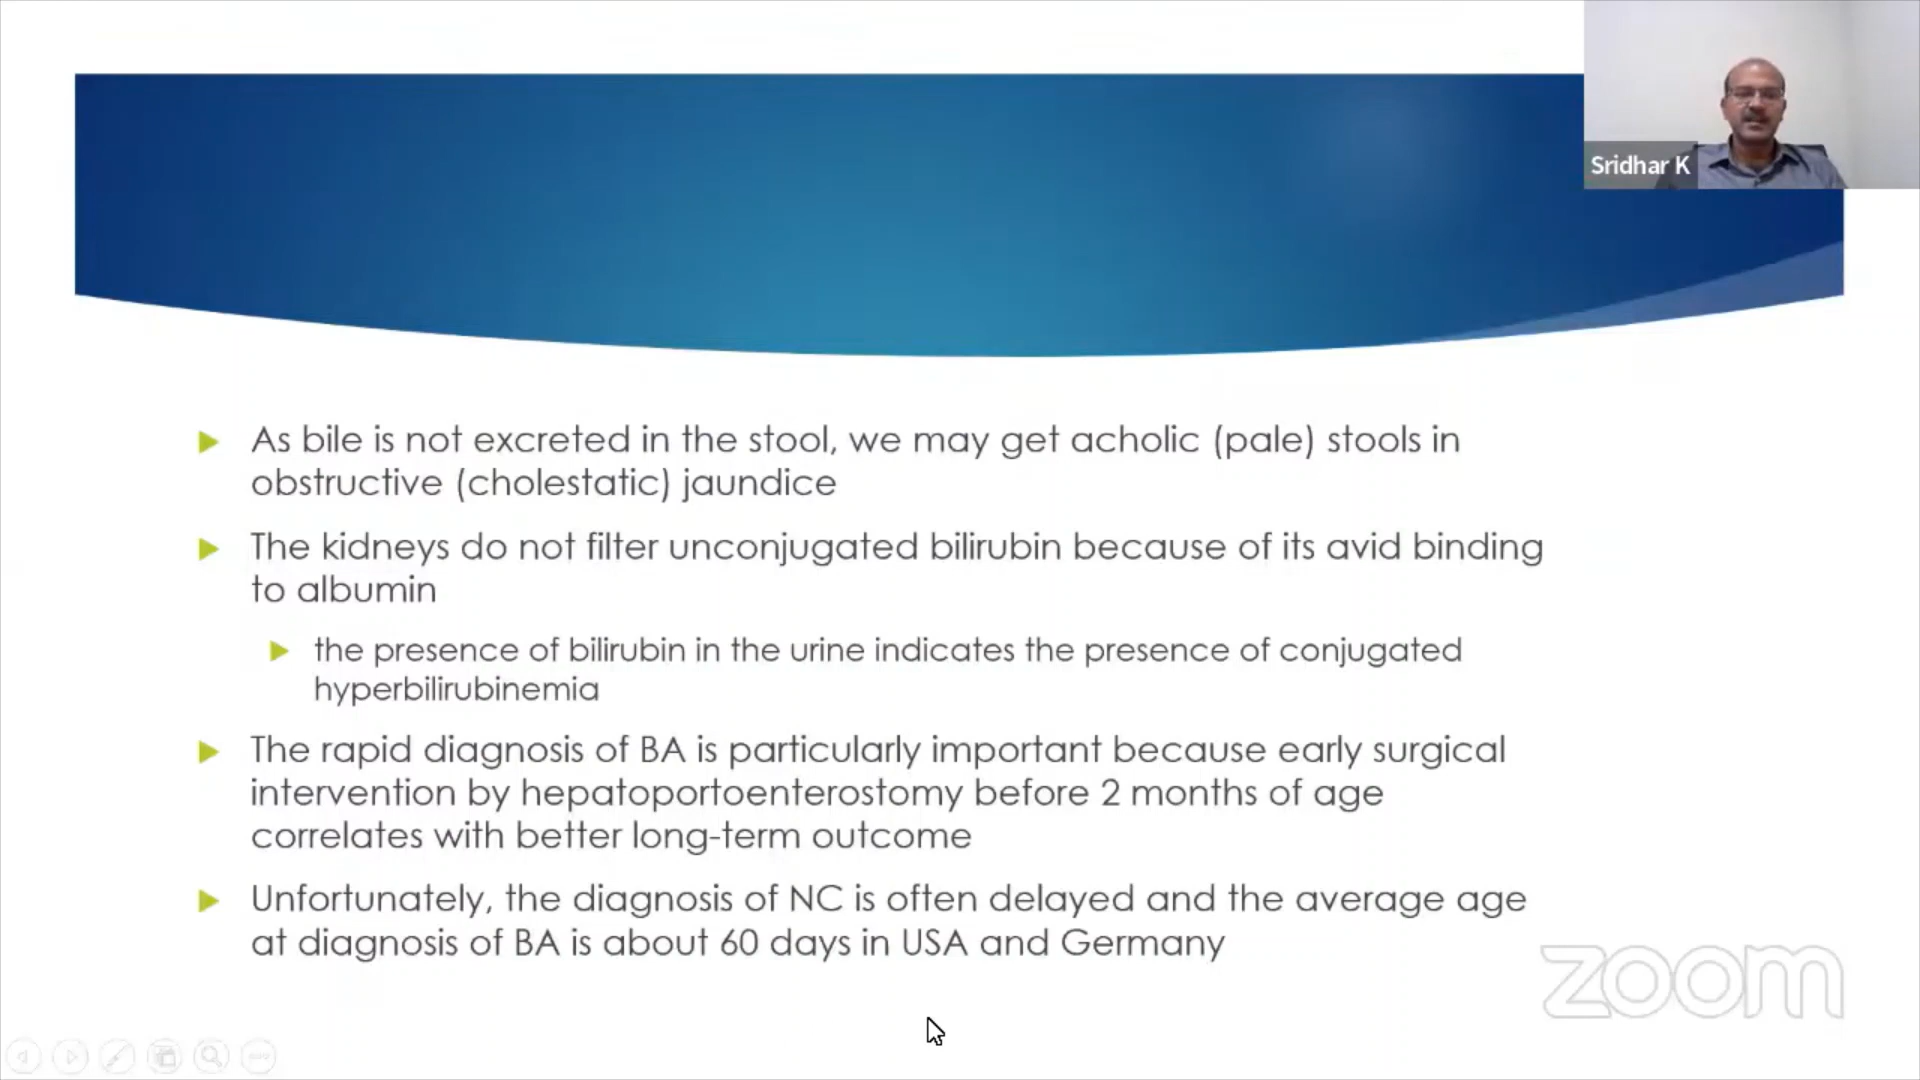 Sridhar K
As bile is not excreted in the stool, we may get acholic (pale) stools in
obstructive (cholestatic) jaundice
The kidneys do not filter unconjugated bilirubin because of its avid binding
to albumin
the presence of bilirubin in the urine indicates the presence of conjugated
hyperbilirubinemia
The rapid diagnosis of BA is particularly important because early surgical
intervention by hepatoportoenterostomy before 2 months of age
correlates with better long-term outcome
Unfortunately, the diagnosis of NC is often delayed and the average age
at diagnosis of BA is about 60 days in USA and Germany
zoom